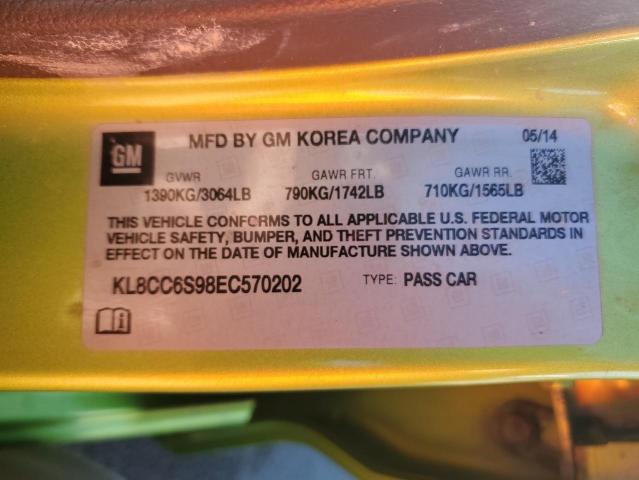 GM
MFD BY GM KOREA COMPANY 05/14
GVWR GAWR FRT. GAWR RR.
1390KG/3064LB 790KG/1742LB 710KG/1565LB
THIS VEHICLE CONFORMS TO ALL APPLICABLE U.S. FEDERAL MOTOR
VEHICLE SAFETY, BUMPER, AND THEFT PREVENTION STANDARDS IN
EFFECT ON THE DATE OF MANUFACTURE SHOWN ABOVE.
KL8CC6S98EC570202 TYPE: PASS CAR